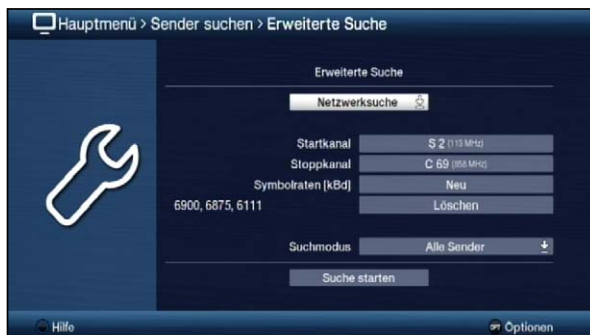 Hauptmenü > Sender suchen > Erweiterte Suche
Erweiterte Suche
Netzwerksuche
Startkanal S 2 (113 MHz)
Stoppkanal C 69 (858 MHz)
Symbolraten [kBd] Neu
6900, 6875, 6111 Löschen
Suchmodus Alle Sender
Suche starten
Hilfe OPT Optionen